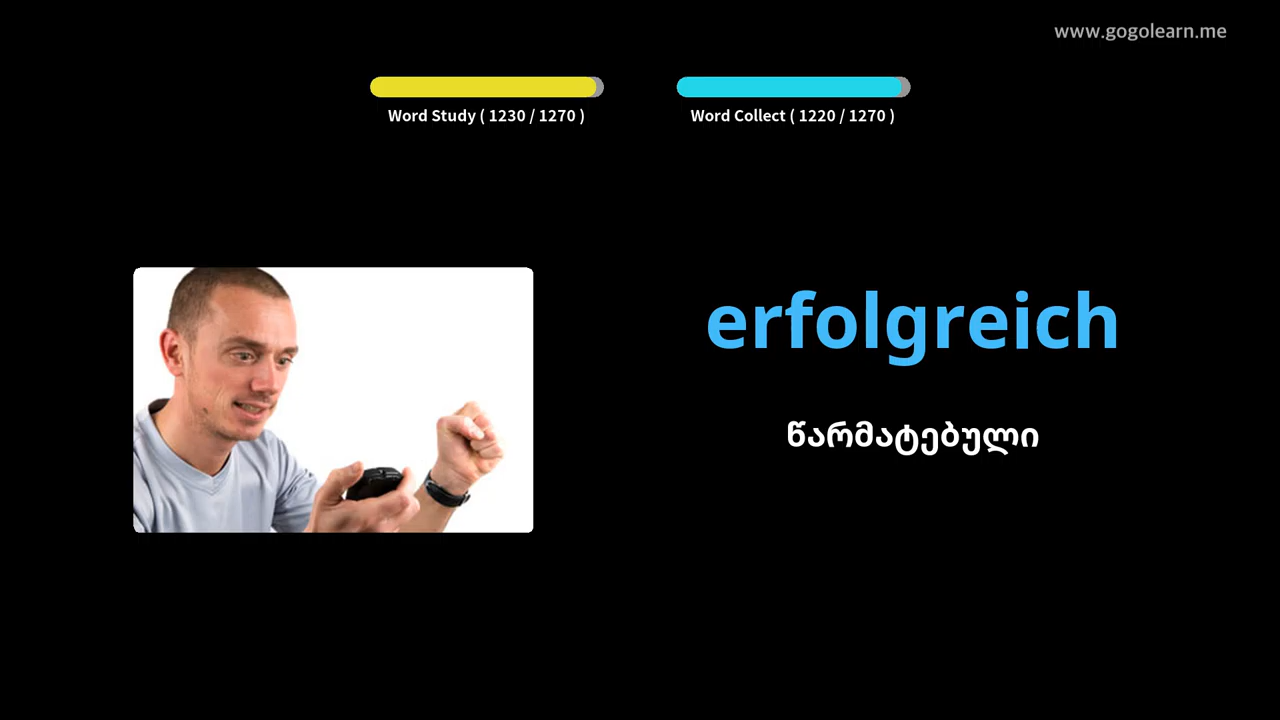 www.gogolearn.me
Word Study ( 1230 / 1270 )
Word Collect ( 1220 / 1270 )
erfolgreich
წარმატებული